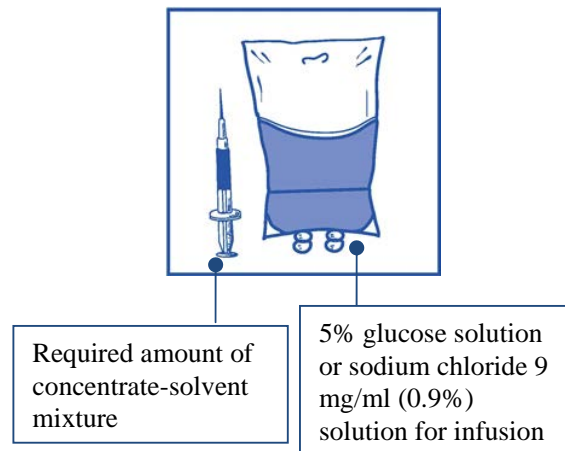 Required amount of
concentrate-solvent
mixture
5% glucose solution
or sodium chloride 9
mg/ml (0.9%)
solution for infusion